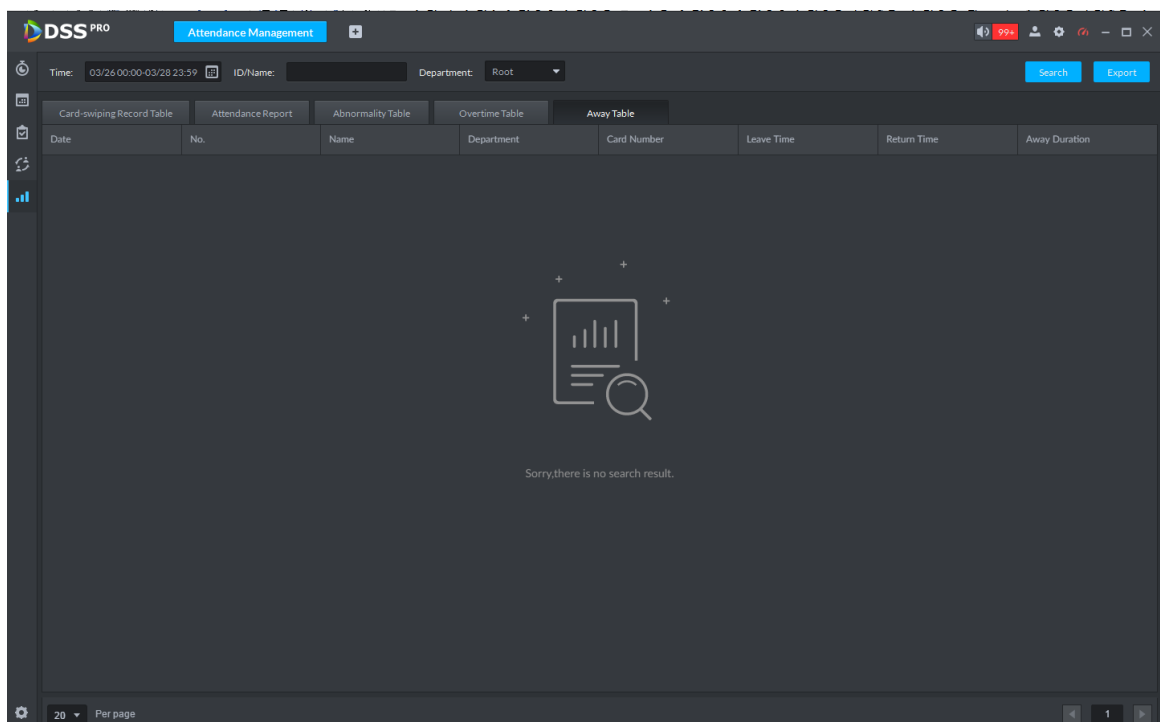 DSS PRO Attendance Management 99+
Time: 03/26 00:00-03/28 23:59 ID/Name: Department: Root Search Export
Card-swiping Record Table Attendance Report Abnormality Table Overtime Table Away Table
Date No. Name Department Card Number Leave Time Return Time Away Duration
Sorry,there is no search result.
20 Per page 1